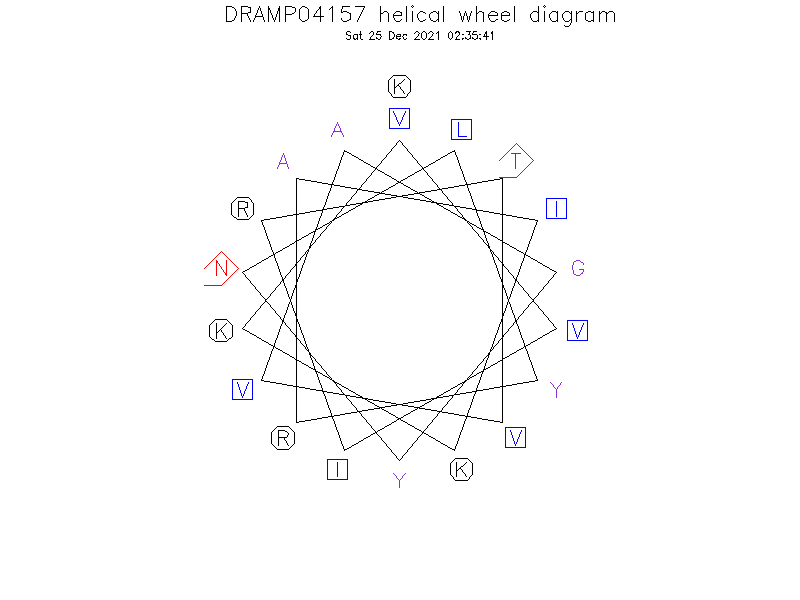 DRAMP04157 helical wheel diagram
Sat 25 Dec 2021 02:35:41
K
V
A L
A T
R I
N G
K V
V Y
R V
I K
Y